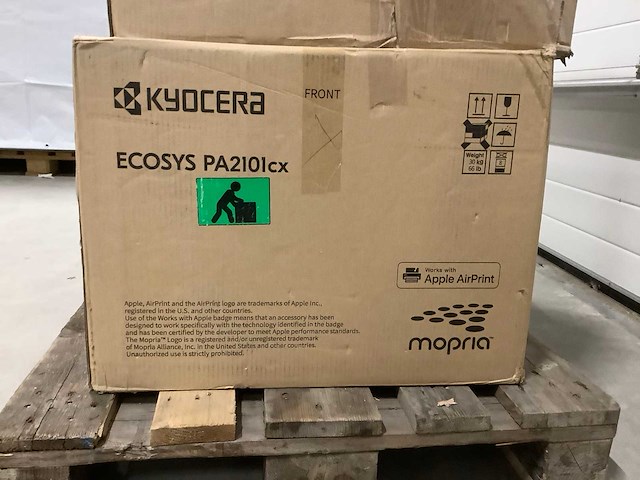 KYOCERA
FRONT
ECOSYS PA2101cx
Weight
30 kg
66 lb
Works with
Apple AirPrint
Apple, AirPrint and the AirPrint logo are trademarks of Apple Inc.,
registered in the U.S. and other countries.
Use of the Works with Apple badge means that an accessory has been
designed to work specifically with the technology identified in the badge
and has been certified by the developer to meet Apple performance standards.
The Mopria™ Logo is a registered and/or unregistered trademark
of Mopria Alliance, Inc. in the United States and other countries.
Unauthorized use is strictly prohibited.
mopria™